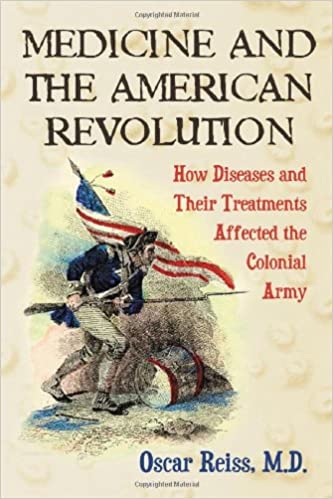 MEDICINE AND
THE AMERICAN
REVOLUTION
How Diseases and
Their Treatments
Affected the
Colonial
Army
Oscar Reiss, M.D.